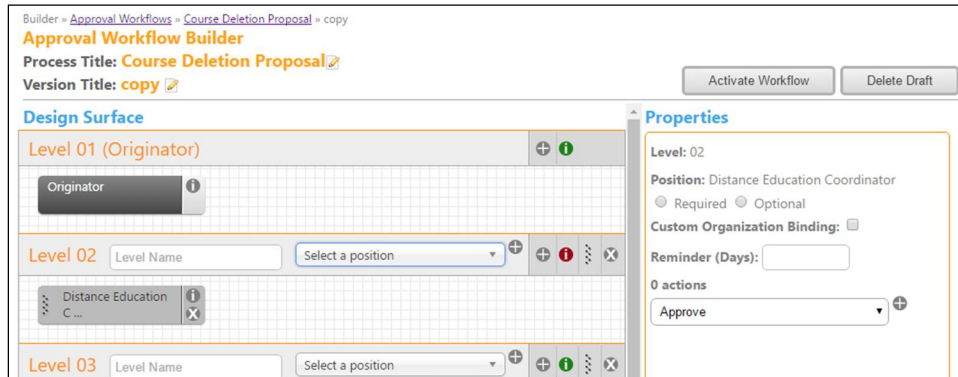 Builder » Approval Workflows » Course Deletion Proposal » copy
Approval Workflow Builder
Process Title: Course Deletion Proposal
Version Title: copy
Activate Workflow
Delete Draft
Design Surface
Properties
Level 01 (Originator)
Originator
Level 02
Level Name
Select a position
Distance Education
C ...
Level 03
Level Name
Select a position
Level: 02
Position: Distance Education Coordinator
Required
Optional
Custom Organization Binding:
Reminder (Days):
0 actions
Approve